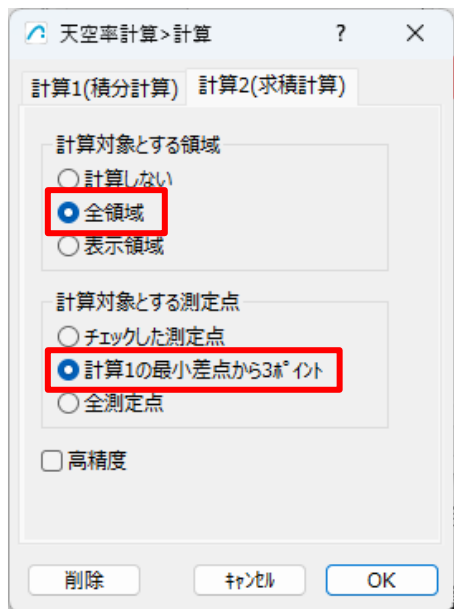 天空率計算>計算 ? ×
計算1(積分計算) 計算2(求積計算)
計算対象とする領域
計算しない
全領域
表示領域
計算対象とする測定点
ﾁｪｯｸした測定点
計算1の最小差点から3ﾎﾟｲﾝﾄ
全測定点
高精度
削除 ｷｬﾝｾﾙ OK